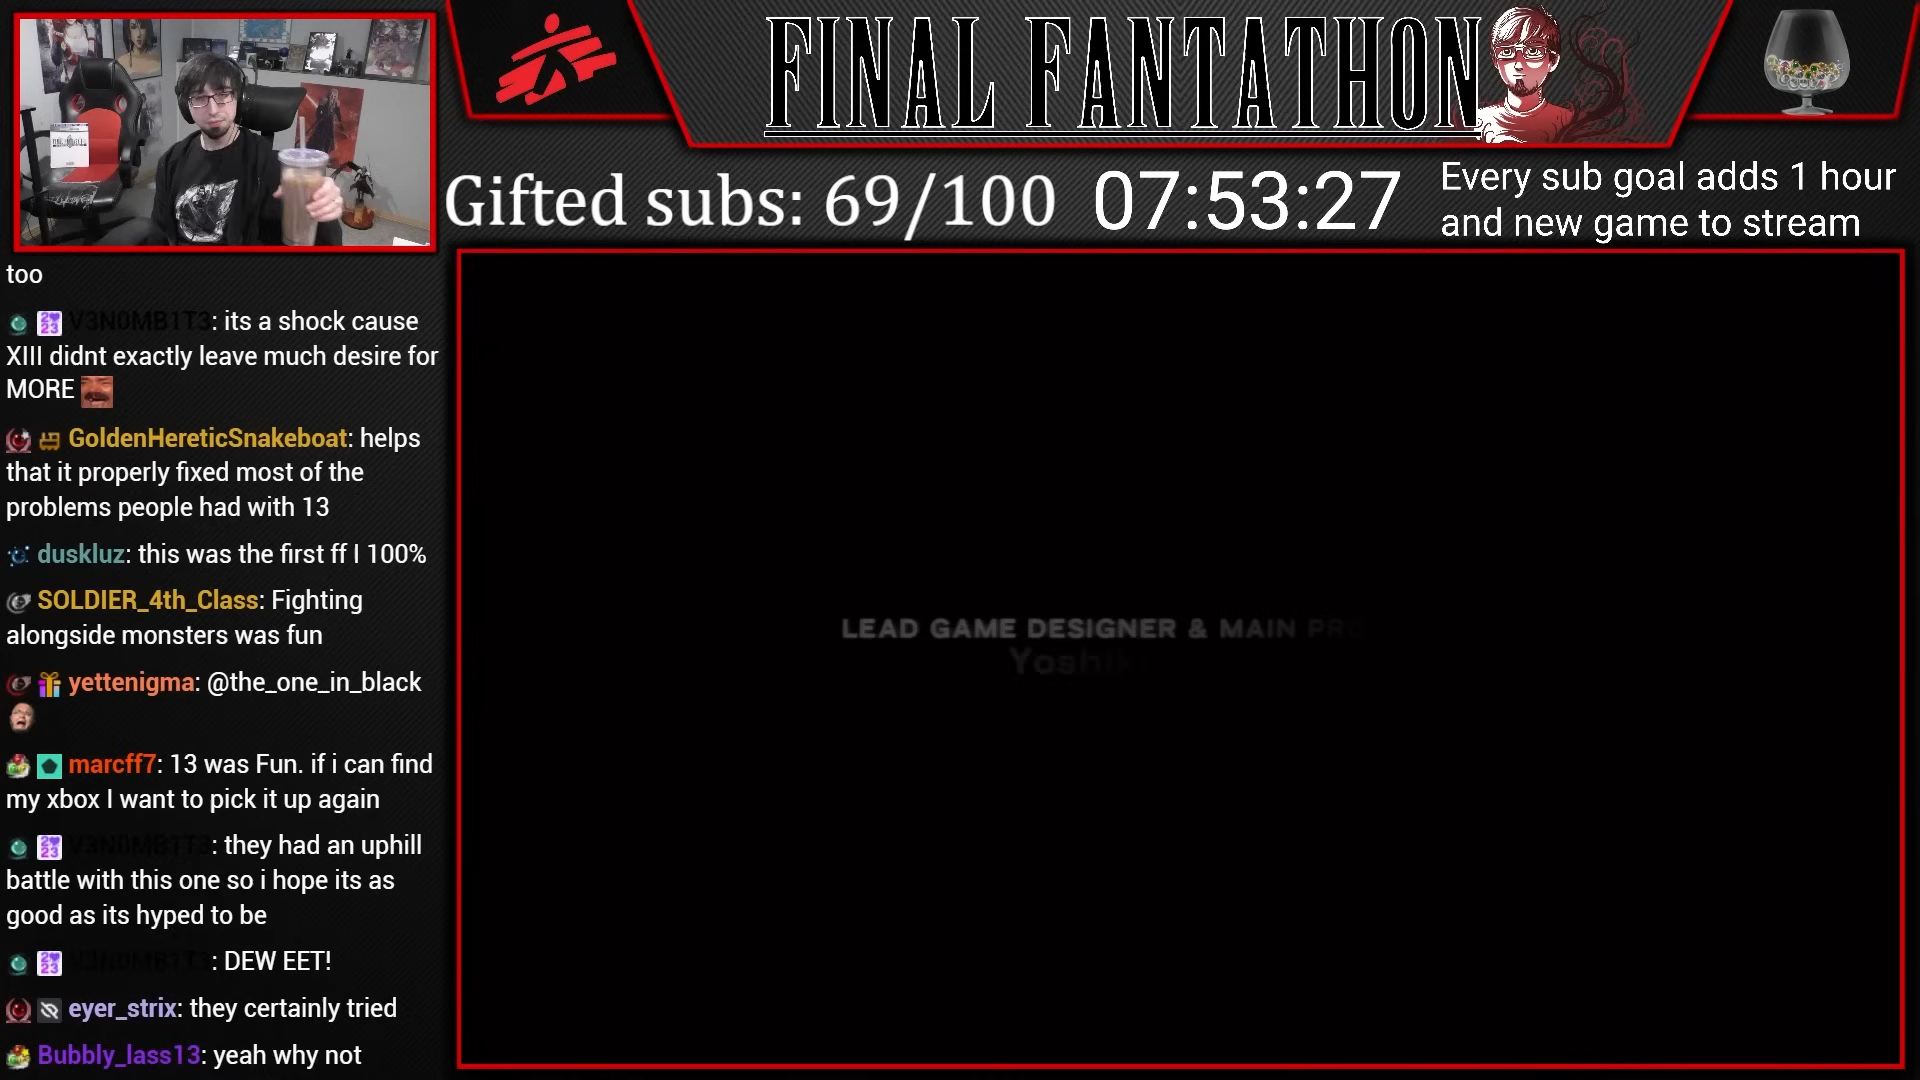 FINAL FANTATHON
Gifted subs: 69/100
07:53:27
Every sub goal adds 1 hour
and new game to stream
too
V3N0MB1T3: its a shock cause
XIII didnt exactly leave much desire for
MORE
GoldenHereticSnakeboat: helps
that it properly fixed most of the
problems people had with 13
duskluz: this was the first ff I 100%
SOLDIER_4th_Class: Fighting
alongside monsters was fun
yettenigma: @the_one_in_black
marcff7: 13 was Fun. if i can find
my xbox I want to pick it up again
V3N0MB1T3: they had an uphill
battle with this one so i hope its as
good as its hyped to be
V3N0MB1T3: DEW EET!
eyer_strix: they certainly tried
Bubbly_lass13: yeah why not
LEAD GAME DESIGNER & MAIN